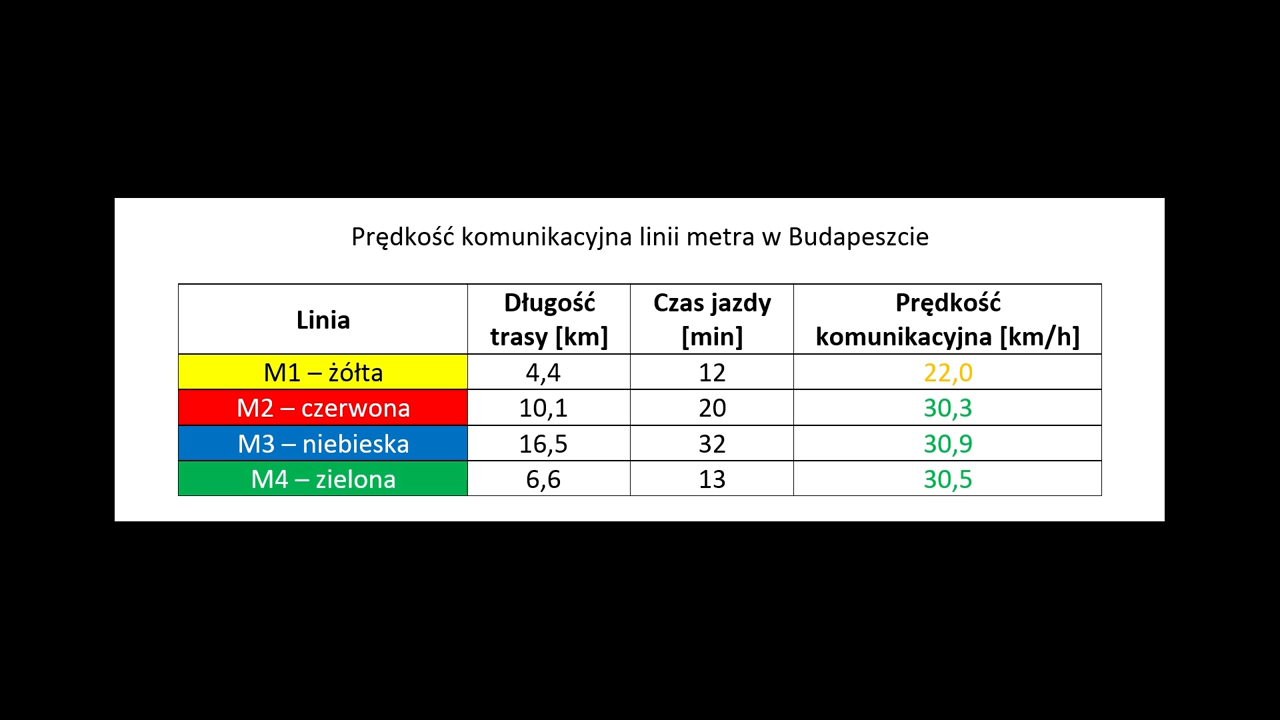 Prędkość komunikacyjna linii metra w Budapeszcie
Linia Długość trasy [km] Czas jazdy [min] Prędkość komunikacyjna [km/h]
M1 – żółta 4,4 12 22,0
M2 – czerwona 10,1 20 30,3
M3 – niebieska 16,5 32 30,9
M4 – zielona 6,6 13 30,5